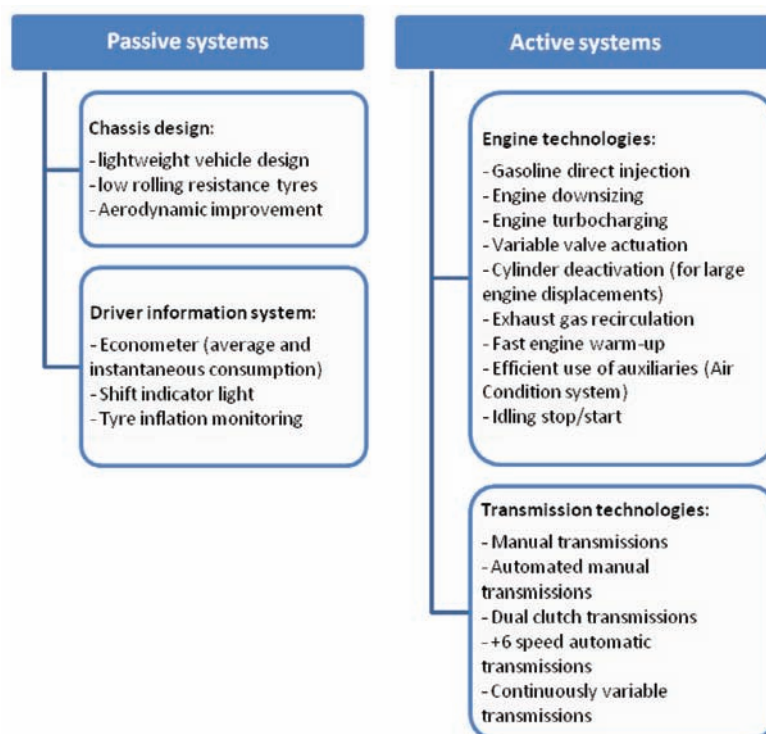 Passive systems
Chassis design:
- lightweight vehicle design
- low rolling resistance tyres
- Aerodynamic improvement
Driver information system:
- Econometer (average and
instantaneous consumption)
- Shift indicator light
- Tyre inflation monitoring
Active systems
Engine technologies:
- Gasoline direct injection
- Engine downsizing
- Engine turbocharging
- Variable valve actuation
- Cylinder deactivation (for large
engine displacements)
- Exhaust gas recirculation
- Fast engine warm-up
- Efficient use of auxiliaries (Air
Condition system)
- Idling stop/start
Transmission technologies:
- Manual transmissions
- Automated manual
transmissions
- Dual clutch transmissions
- +6 speed automatic
transmissions
- Continuously variable
transmissions